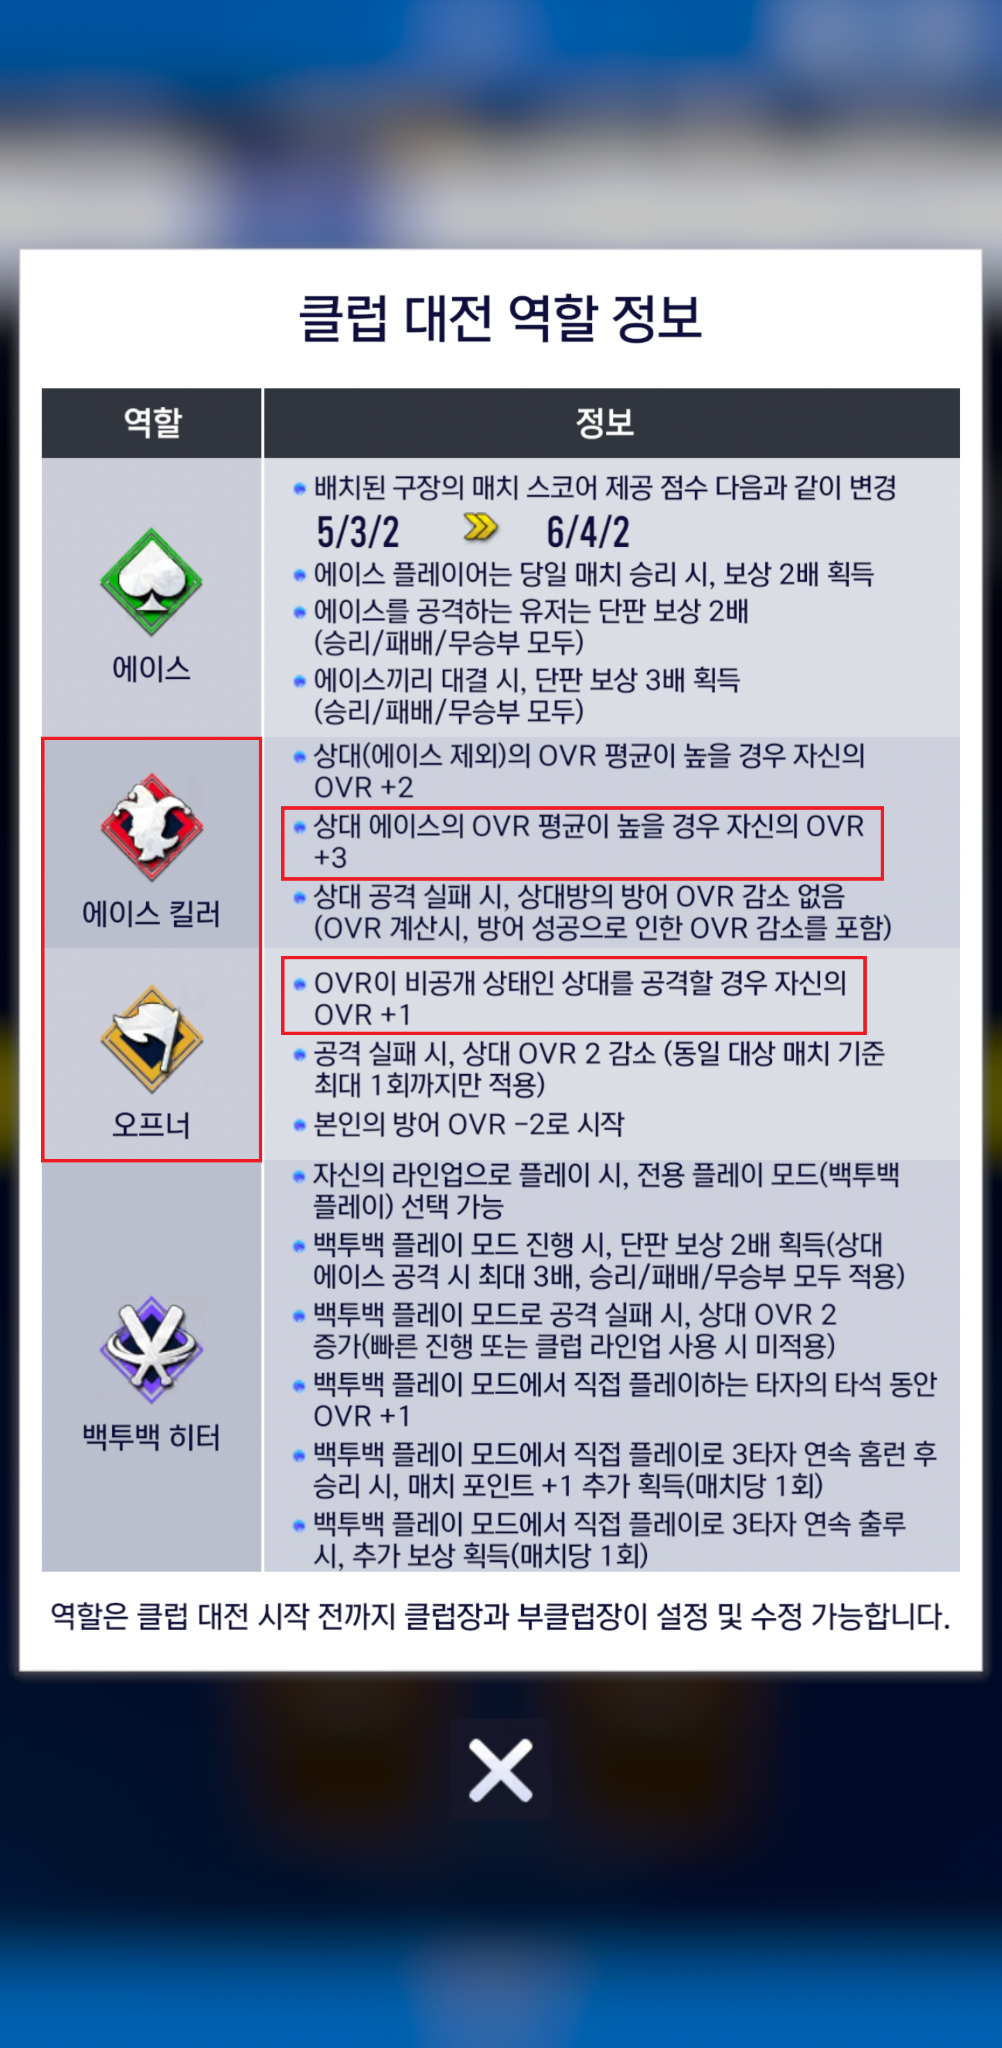 클럽 대전 역할 정보
역할
정보
배치된 구장의 매치 스코어 제공 점수 다음과 같이 변경
5/3/2 6/4/2
에이스 플레이어는 당일 매치 승리 시, 보상 2배 획득
에이스를 공격하는 유저는 단판 보상 2배
(승리/패배/무승부 모두)
에이스끼리 대결 시, 단판 보상 3배 획득
(승리/패배/무승부 모두)
에이스
상대(에이스 제외)의 OVR 평균이 높을 경우 자신의
OVR +2
상대 에이스의 OVR 평균이 높을 경우 자신의 OVR
+3
상대 공격 실패 시, 상대방의 방어 OVR 감소 없음
(OVR 계산시, 방어 성공으로 인한 OVR 감소를 포함)
에이스 킬러
OVR이 비공개 상태인 상대를 공격할 경우 자신의
OVR +1
공격 실패 시, 상대 OVR 2 감소 (동일 대상 매치 기준
최대 1회까지만 적용)
본인의 방어 OVR -2로 시작
오프너
자신의 라인업으로 플레이 시, 전용 플레이 모드(백투백
플레이) 선택 가능
백투백 플레이 모드 진행 시, 단판 보상 2배 획득(상대
에이스 공격 시 최대 3배, 승리/패배/무승부 모두 적용)
백투백 플레이 모드로 공격 실패 시, 상대 OVR 2
증가(빠른 진행 또는 클럽 라인업 사용 시 미적용)
백투백 플레이 모드에서 직접 플레이하는 타자의 타석 동안
OVR +1
백투백 플레이 모드에서 직접 플레이로 3타자 연속 홈런 후
승리 시, 매치 포인트 +1 추가 획득(매치당 1회)
백투백 플레이 모드에서 직접 플레이로 3타자 연속 출루
시, 추가 보상 획득(매치당 1회)
백투백 히터
역할은 클럽 대전 시작 전까지 클럽장과 부클럽장이 설정 및 수정 가능합니다.